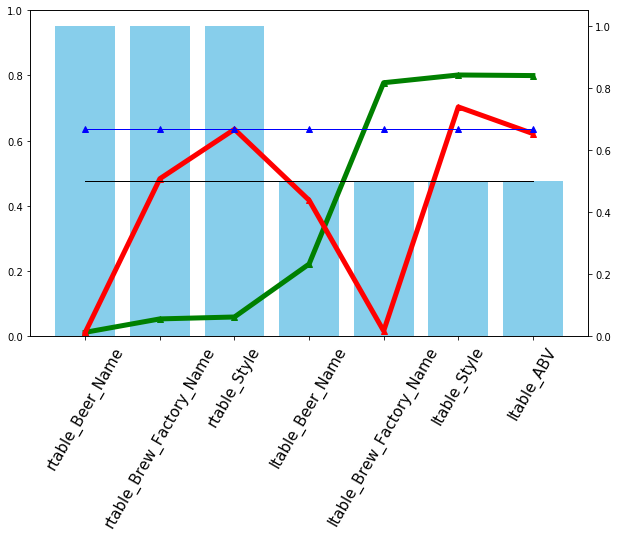 1.0
0.8
0.6
0.4
0.2
0.0
1.0
0.8
0.6
0.4
0.2
0.0
rtable_Beer_Name
rtable_Brew_Factory_Name
rtable_Style
ltable_Beer_Name
ltable_Brew_Factory_Name
ltable_Style
ltable_ABV